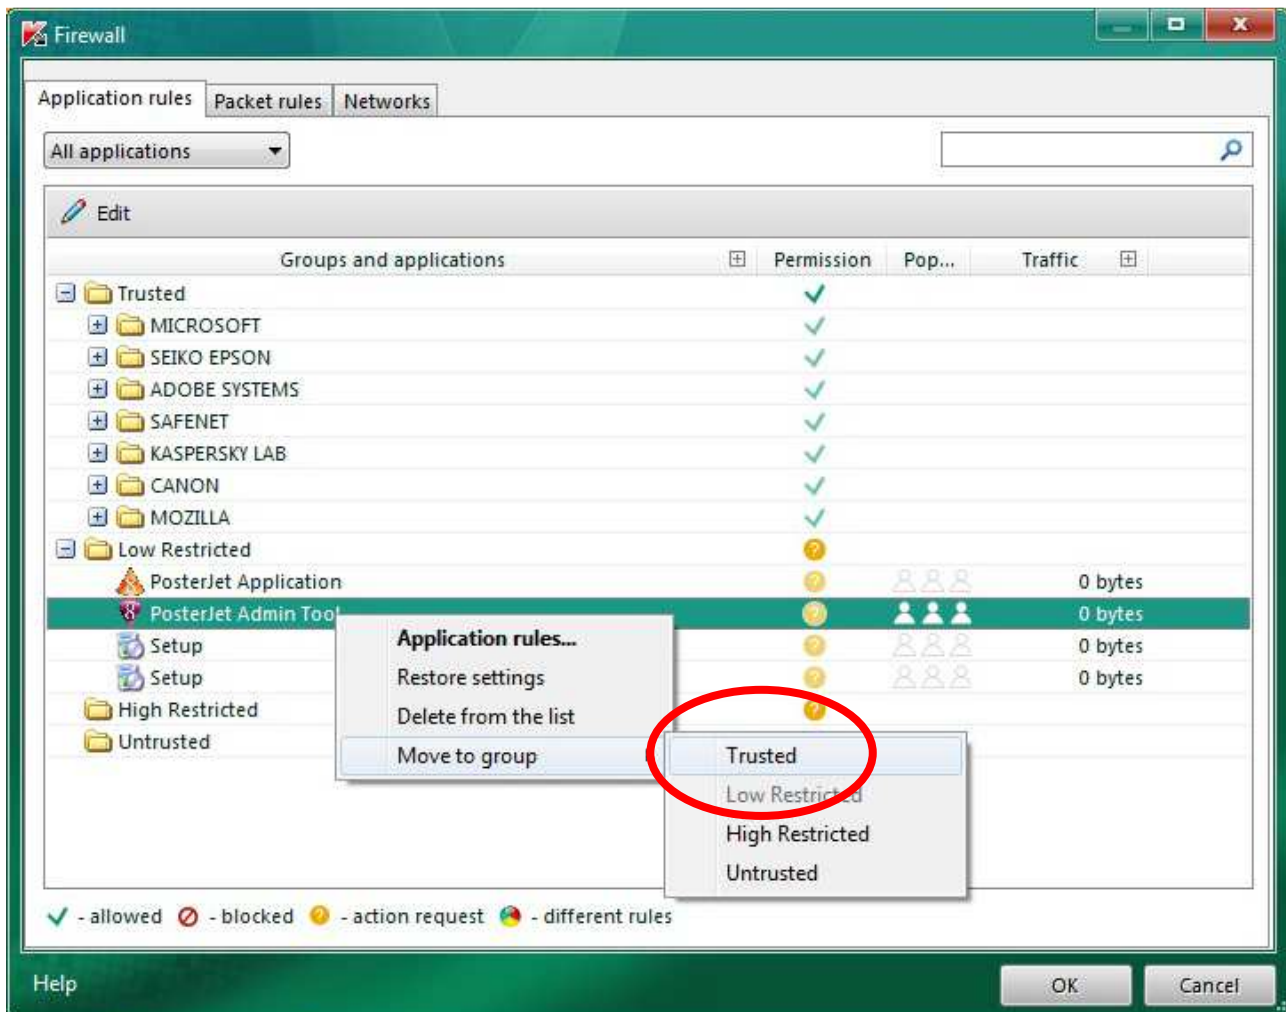 Firewall
Application rules Packet rules Networks
All applications
Edit
Groups and applications Permission Pop... Traffic
Trusted
MICROSOFT
SEIKO EPSON
ADOBE SYSTEMS
SAFENET
KASPERSKY LAB
CANON
MOZILLA
Low Restricted
PosterJet Application 0 bytes
PosterJet Admin Tool 0 bytes
Application rules...
Setup 0 bytes
Restore settings
Setup 0 bytes
High Restricted
Delete from the list
Untrusted
Move to group
Trusted
Low Restricted
High Restricted
Untrusted
- allowed - blocked - action request - different rules
Help OK Cancel